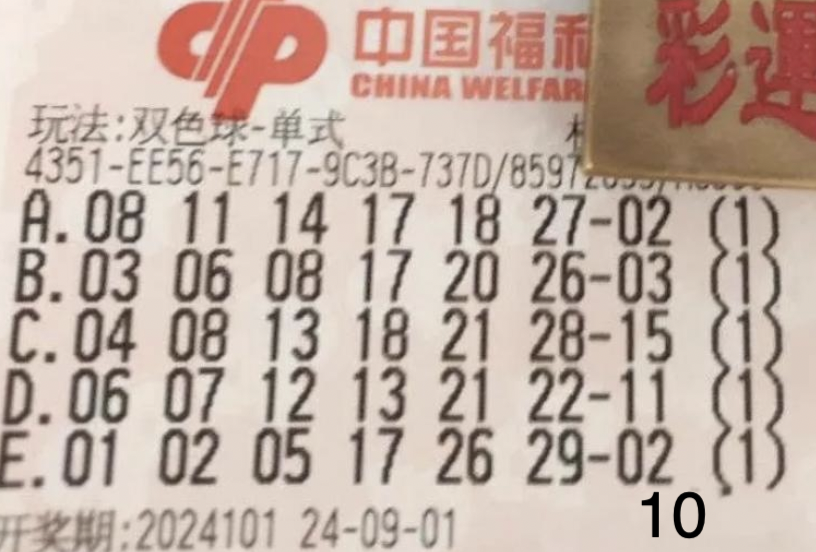 中国福
CHINA WELFAR
彩運
玩法:双色球-单式
4351-EE56-E717-9C3B-737D/8597
A.08 11 14 17 18 27-02 (1)
B.03 06 08 17 20 26-03 (1)
C.04 08 13 18 21 28-15 (1)
D.06 07 12 13 21 22-11 (1)
E.01 02 05 17 26 29-02 (1)
开奖期:2024101 24-09-01
10